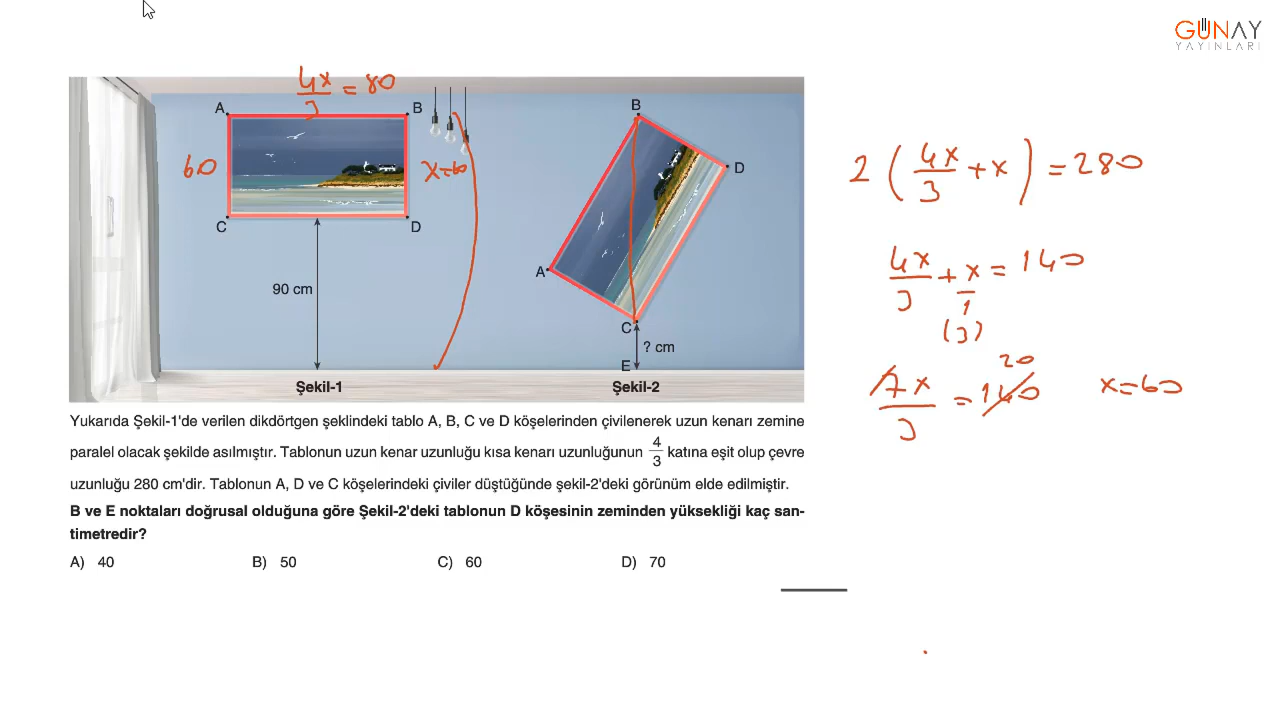 GÜNAY
YAYINLARI
4x/3 = 80
A
B
60
x=60
C
D
90 cm
Şekil-1
B
D
A
C
? cm
E
Şekil-2
2 ( 4x/3 + x ) = 280
4x/3 + x/1 = 140
(3)
20
7x/3 = 140 x=60
Yukarıda Şekil-1'de verilen dikdörtgen şeklindeki tablo A, B, C ve D köşelerinden çivilenerek uzun kenarı zemine
paralel olacak şekilde asılmıştır. Tablonun uzun kenar uzunluğu kısa kenarı uzunluğunun 4/3 katına eşit olup çevre
uzunluğu 280 cm'dir. Tablonun A, D ve C köşelerindeki çiviler düştüğünde şekil-2'deki görünüm elde edilmiştir.
B ve E noktaları doğrusal olduğuna göre Şekil-2'deki tablonun D köşesinin zeminden yüksekliği kaç san-
timetredir?
A) 40 B) 50 C) 60 D) 70